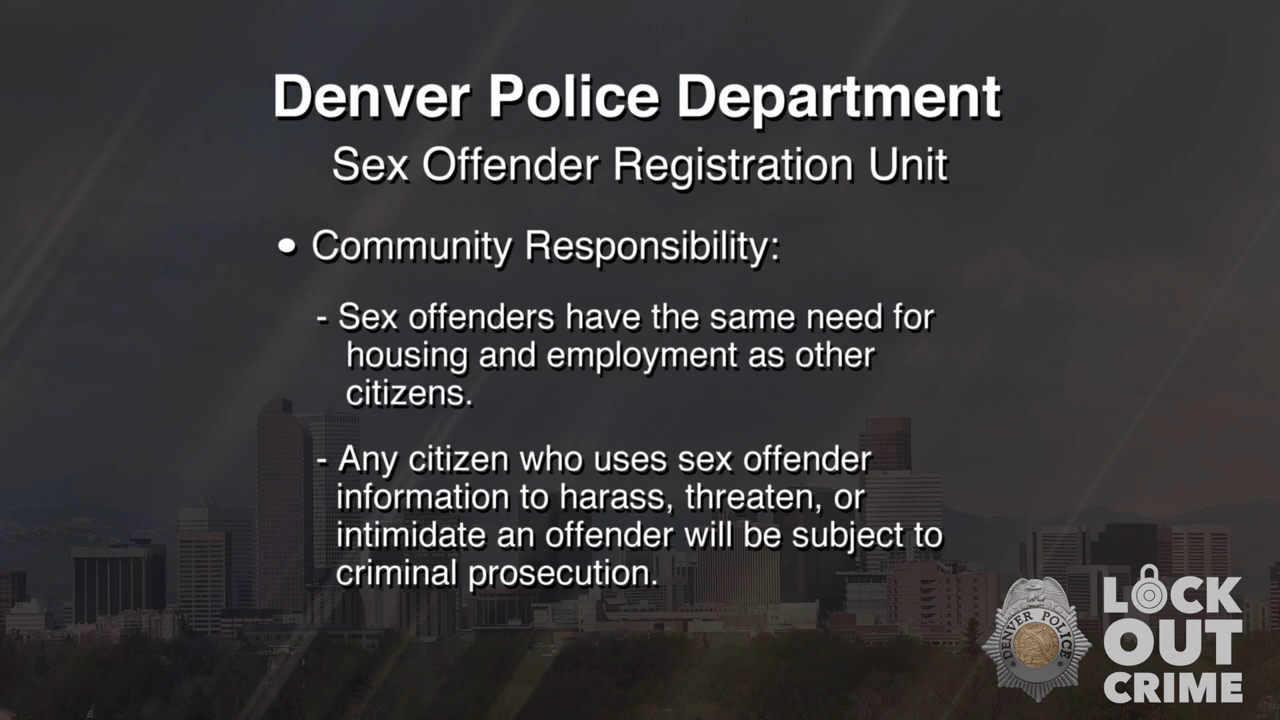 Denver Police Department
Sex Offender Registration Unit
• Community Responsibility:
- Sex offenders have the same need for
housing and employment as other
citizens.
- Any citizen who uses sex offender
information to harass, threaten, or
intimidate an offender will be subject to
criminal prosecution.
DENVER POLICE
LOCK
OUT
CRIME